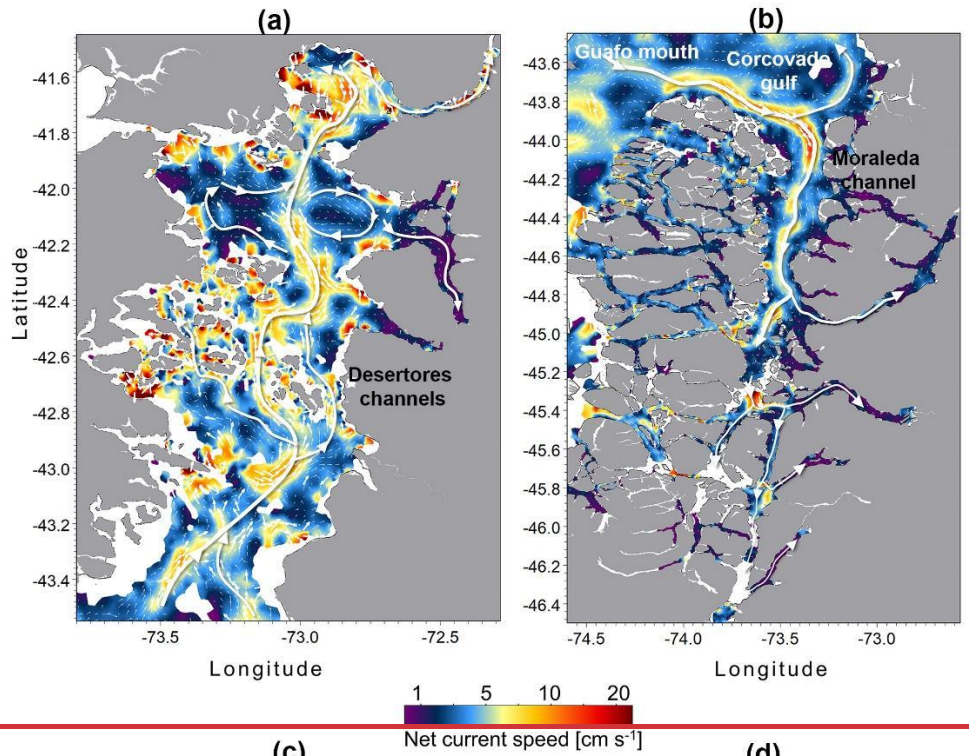 (a)
(b)
Guafo mouth
Corcovado
gulf
Moraleda
channel
Desertores
channels
Latitude
-41.6
-41.8
-42.0
-42.2
-42.4
-42.6
-42.8
-43.0
-43.2
-43.4
-43.6
-43.8
-44.0
-44.2
-44.4
-44.6
-44.8
-45.0
-45.2
-45.4
-45.6
-45.8
-46.0
-46.2
-46.4
-73.5 -73.0 -72.5
-74.5 -74.0 -73.5 -73.0
Longitude
Longitude
1 5 10 20
Net current speed [cm s⁻¹]
(c)
(d)